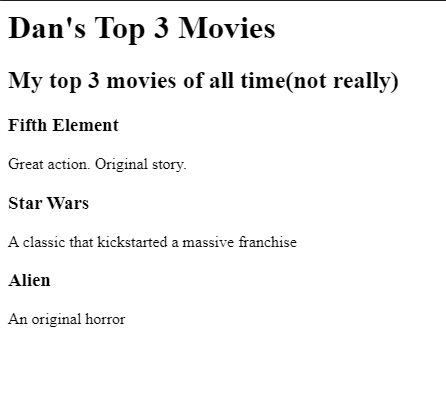 Dan's Top 3 Movies
My top 3 movies of all time(not really)
Fifth Element
Great action. Original story.
Star Wars
A classic that kickstarted a massive franchise
Alien
An original horror